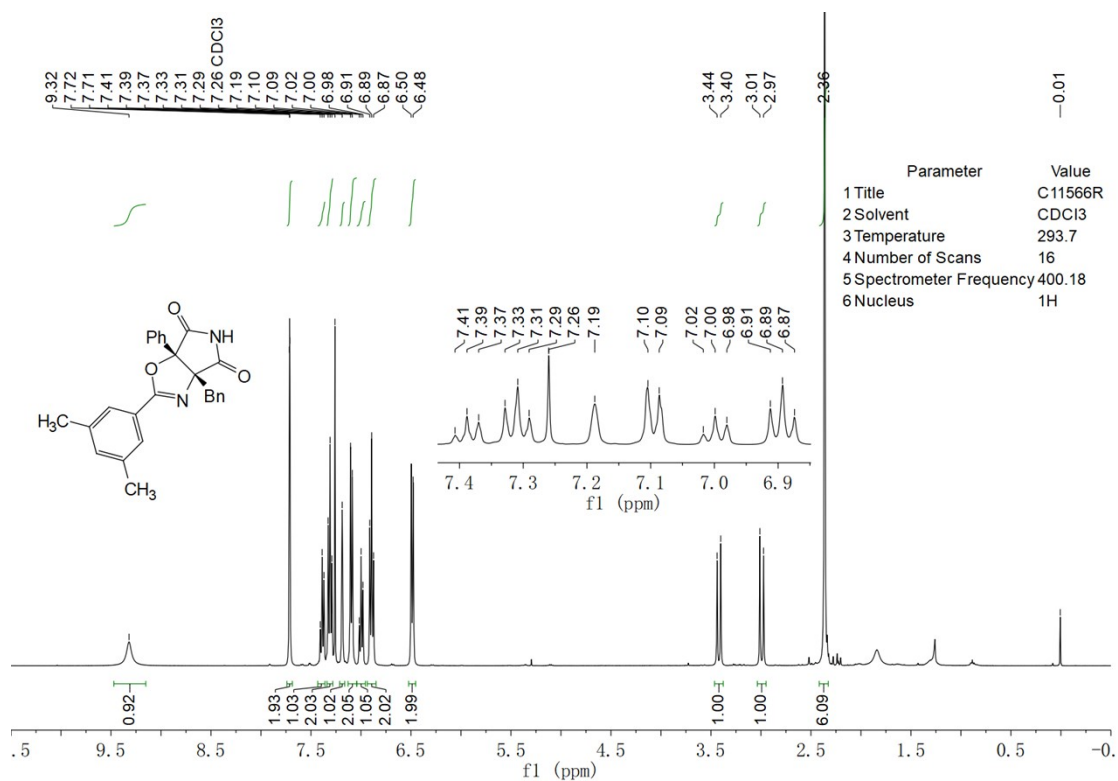 9.32
7.72
7.71
7.41
7.39
7.37
7.33
7.31
7.29
7.26 CDCl3
7.19
7.10
7.09
7.02
7.00
6.98
6.91
6.89
6.87
6.50
6.48
3.44
3.40
3.01
2.97
2.36
-0.01
Parameter Value
1 Title C11566R
2 Solvent CDCl3
3 Temperature 293.7
4 Number of Scans 16
5 Spectrometer Frequency 400.18
6 Nucleus 1H
O
Ph
NH
O
O
N
Bn
CH3
CH3
7.41
7.39
7.37
7.33
7.31
7.29
7.26
7.19
7.10
7.09
7.02
7.00
6.98
6.91
6.89
6.87
7.4 7.3 7.2 7.1 7.0 6.9
f1 (ppm)
0.92
1.93
1.03
2.03
1.02
2.05
1.05
2.02
1.99
1.00
1.00
6.09
.5 9.5 8.5 7.5 6.5 5.5 4.5 3.5 2.5 1.5 0.5 -0.
f1 (ppm)